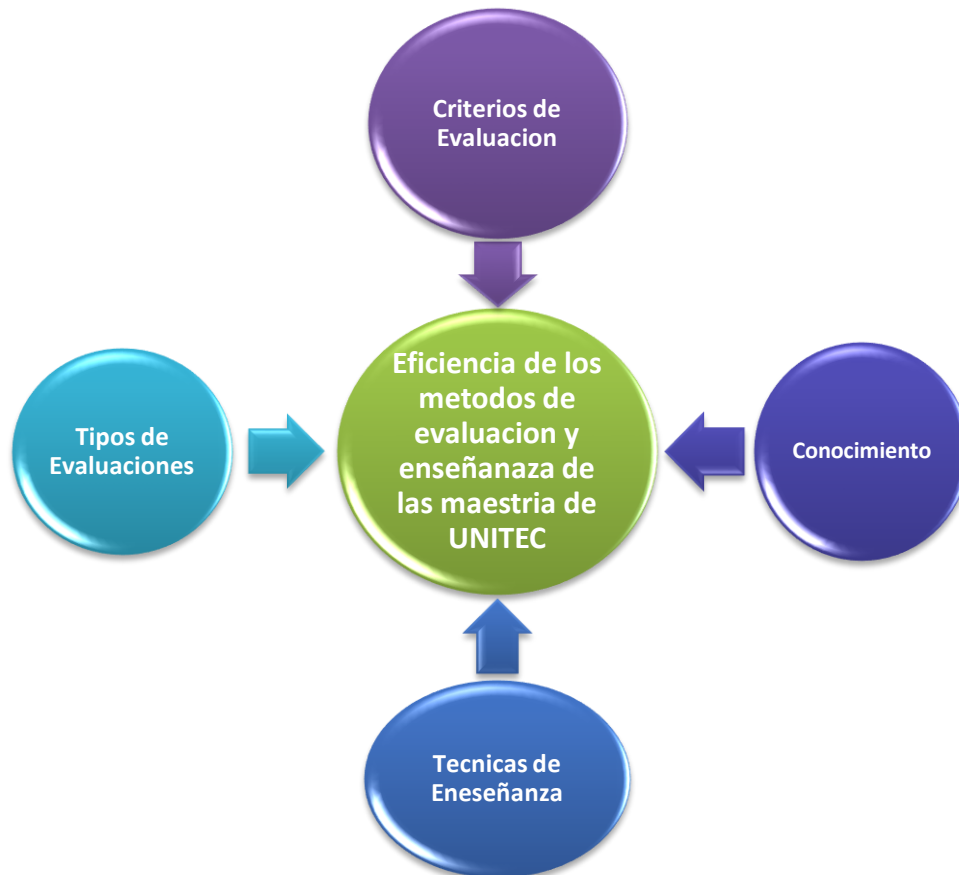 Criterios de
Evaluacion
Eficiencia de los
metodos de
evaluacion y
enseñanaza de
las maestria de
UNITEC
Tipos de
Evaluaciones
Conocimiento
Tecnicas de
Eneseñanza